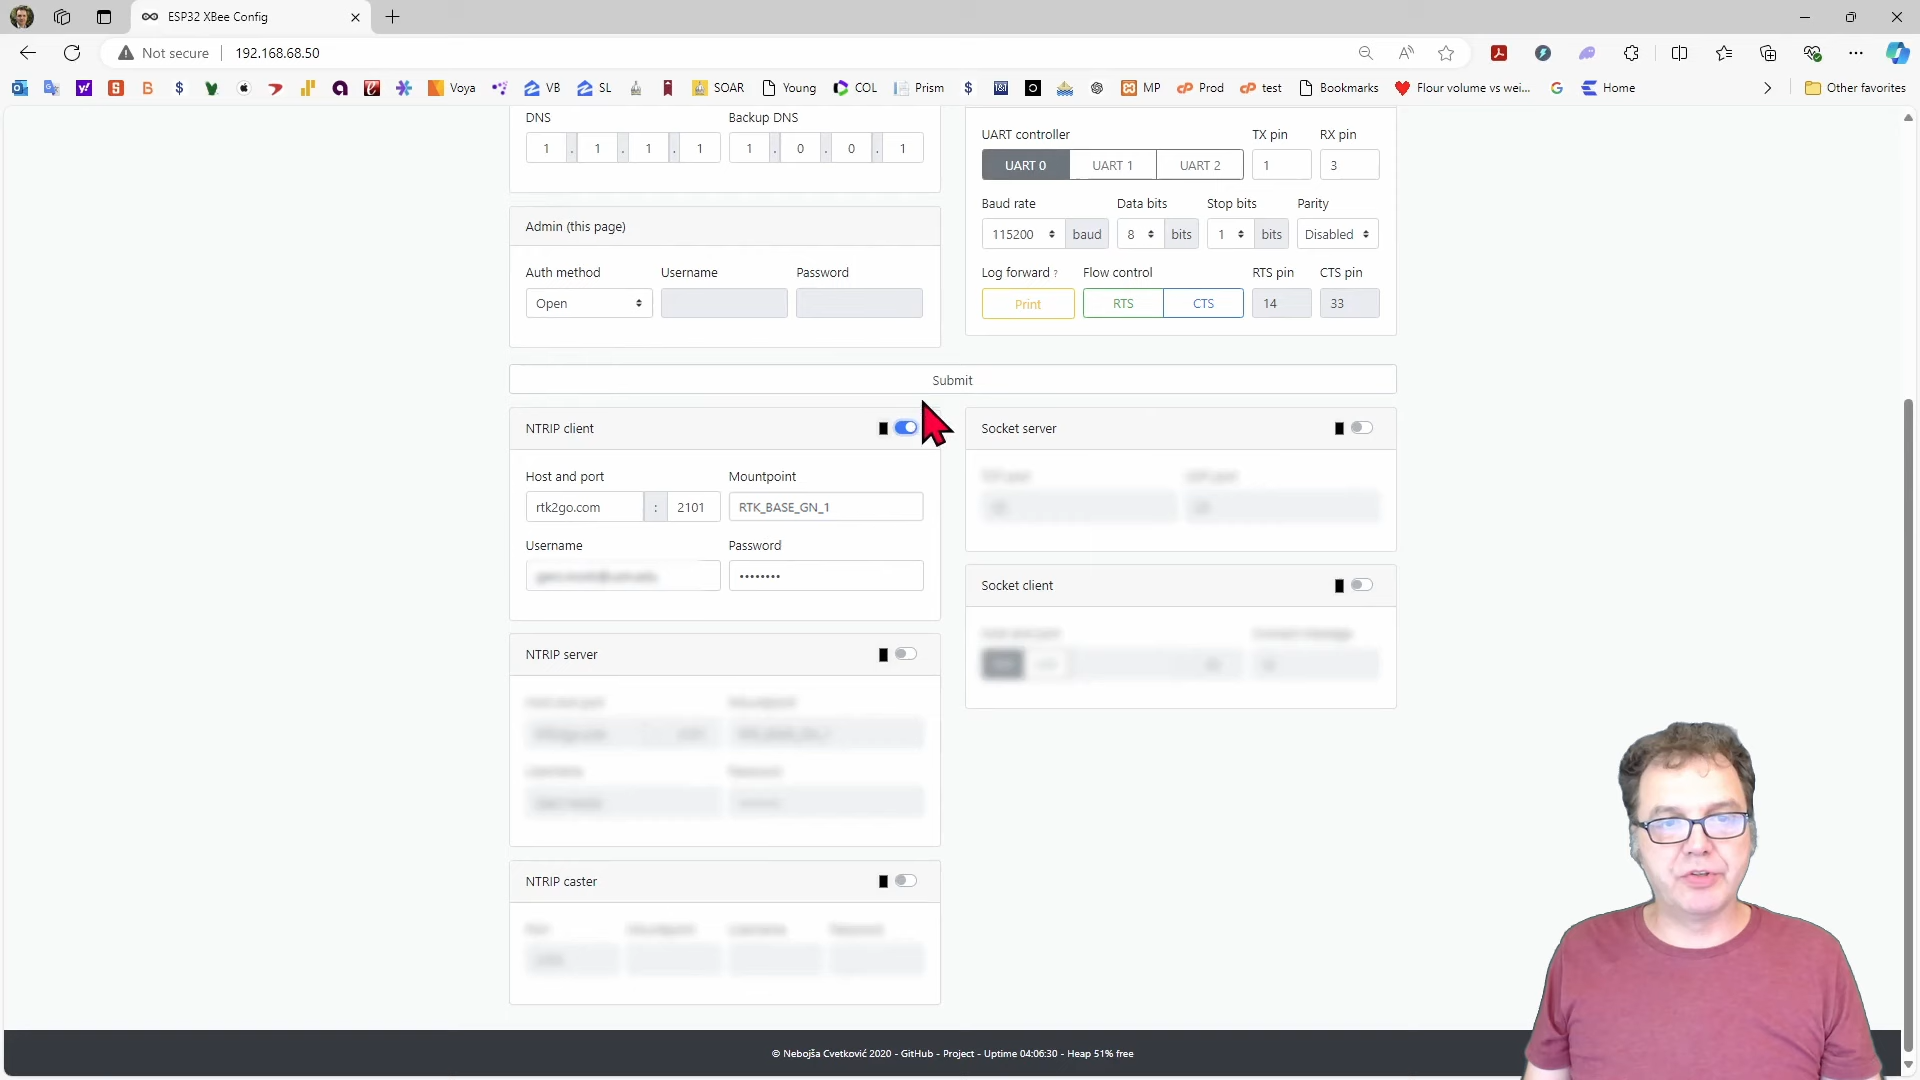 ESP32 XBee Config
Not secure
192.168.68.50
Voya
VB
SL
SOAR
Young
COL
Prism
MP
Prod
test
Bookmarks
Flour volume vs wei...
Home
Other favorites
DNS
Backup DNS
1 . 1 . 1 . 1
1 . 0 . 0 . 1
UART controller
TX pin
RX pin
UART 0
UART 1
UART 2
1
3
Baud rate
Data bits
Stop bits
Parity
115200 baud
8 bits
1 bits
Disabled
Log forward ?
Flow control
RTS pin
CTS pin
Print
RTS
CTS
14
33
Admin (this page)
Auth method
Username
Password
Open
Submit
NTRIP client
Host and port
Mountpoint
rtk2go.com : 2101
RTK_BASE_GN_1
Username
Password
••••••••
NTRIP server
NTRIP caster
Socket server
Socket client
© Nebojša Cvetković 2020 - GitHub - Project - Uptime 04:06:30 - Heap 51% free